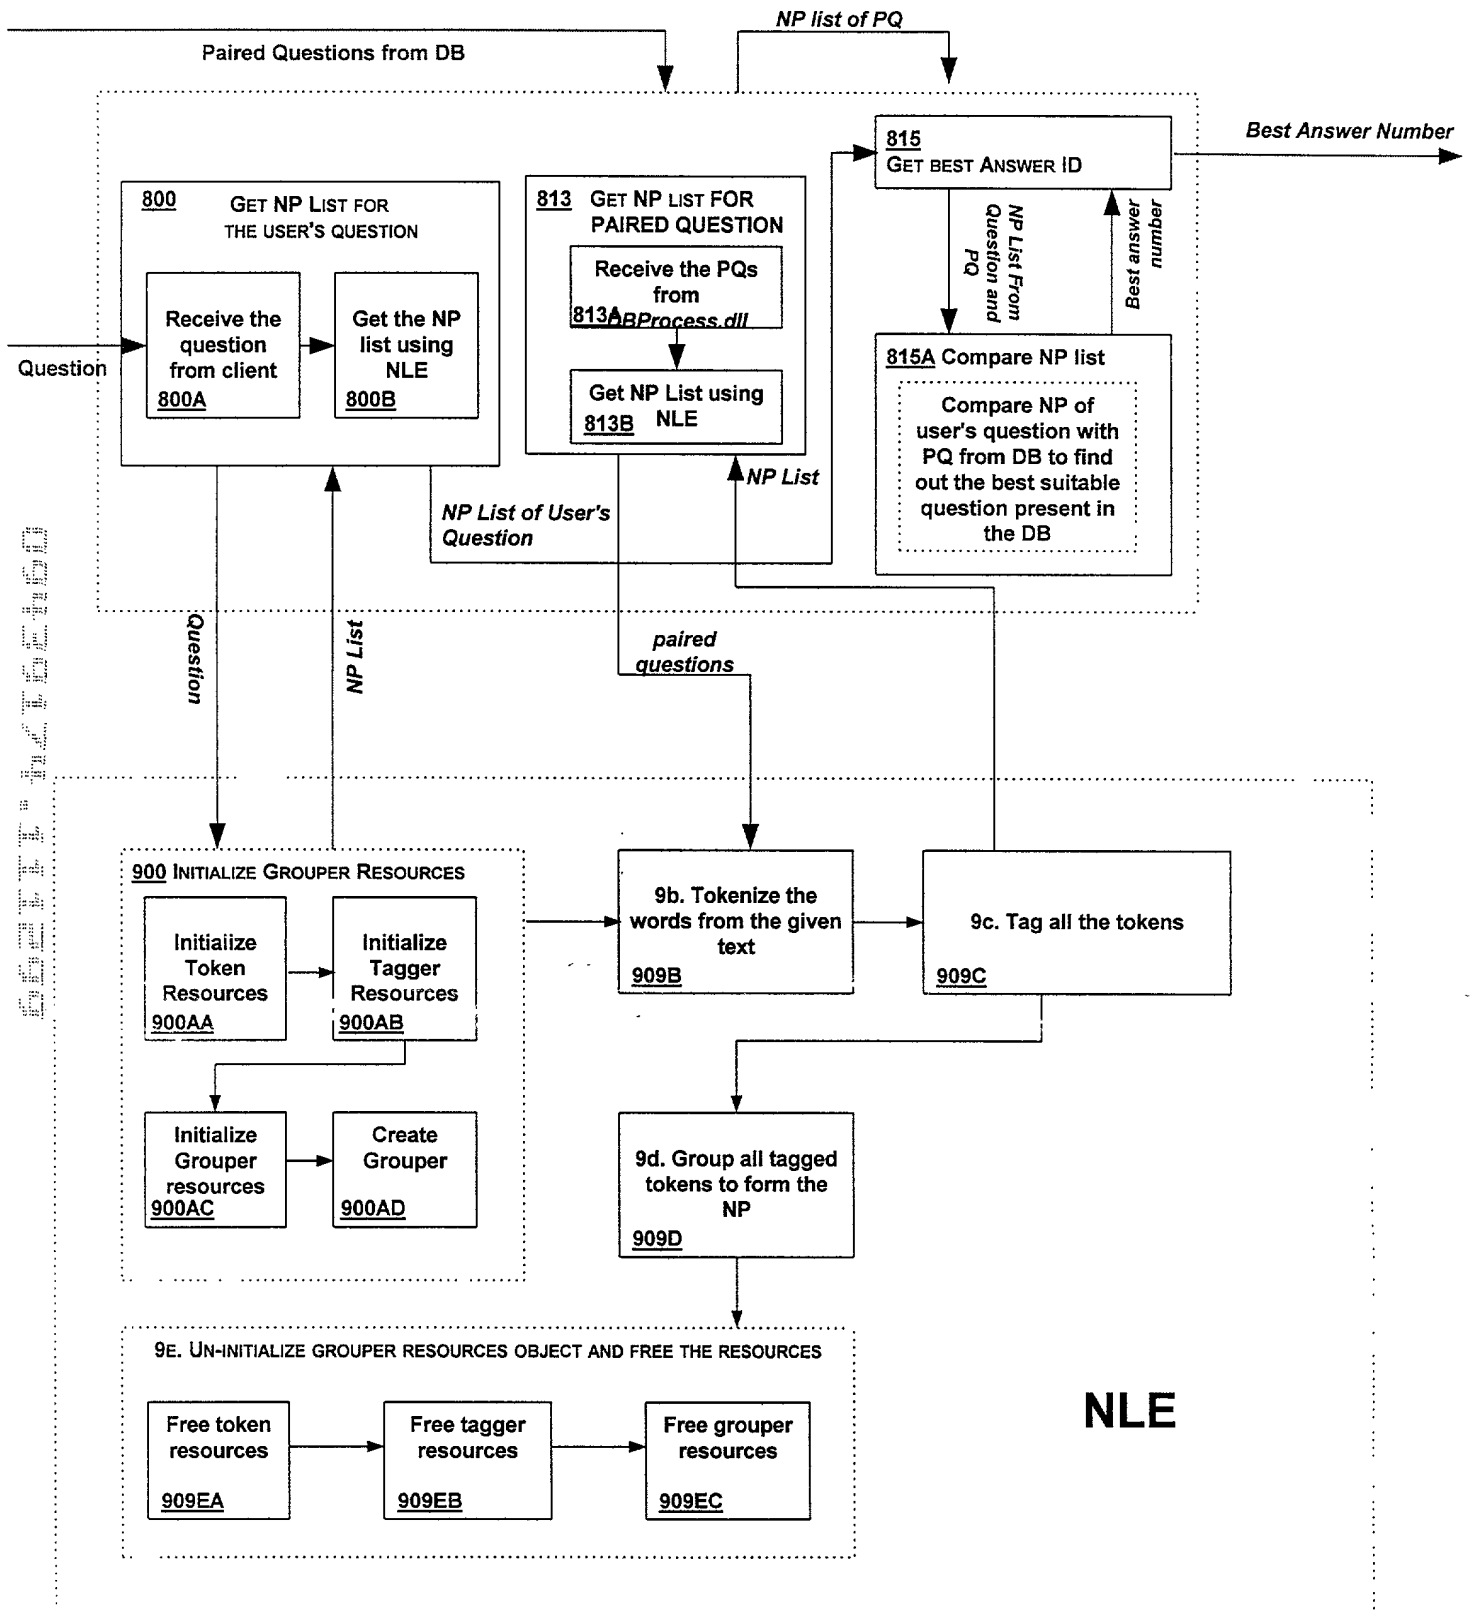 NP list of PQ
Paired Questions from DB
Best Answer Number
815
GET BEST ANSWER ID
800 GET NP LIST FOR
THE USER'S QUESTION
813 GET NP LIST FOR
PAIRED QUESTION
Receive the PQs
from
813A DBProcess.dll
NP List From
Question and
PQ
Best answer
number
Question
Receive the
question
from client
800A
Get the NP
list using
NLE
800B
Get NP List using
NLE
813B
815A Compare NP list
Compare NP of
user's question with
PQ from DB to find
out the best suitable
question present in
the DB
NP List
NP List of User's
Question
Question
NP List
paired
questions
900 INITIALIZE GROUPER RESOURCES
Initialize
Token
Resources
900AA
Initialize
Tagger
Resources
900AB
9b. Tokenize the
words from the given
text
909B
9c. Tag all the tokens
909C
Initialize
Grouper
resources
900AC
Create
Grouper
900AD
9d. Group all tagged
tokens to form the
NP
909D
9E. UN-INITIALIZE GROUPER RESOURCES OBJECT AND FREE THE RESOURCES
Free token
resources
909EA
Free tagger
resources
909EB
Free grouper
resources
909EC
NLE